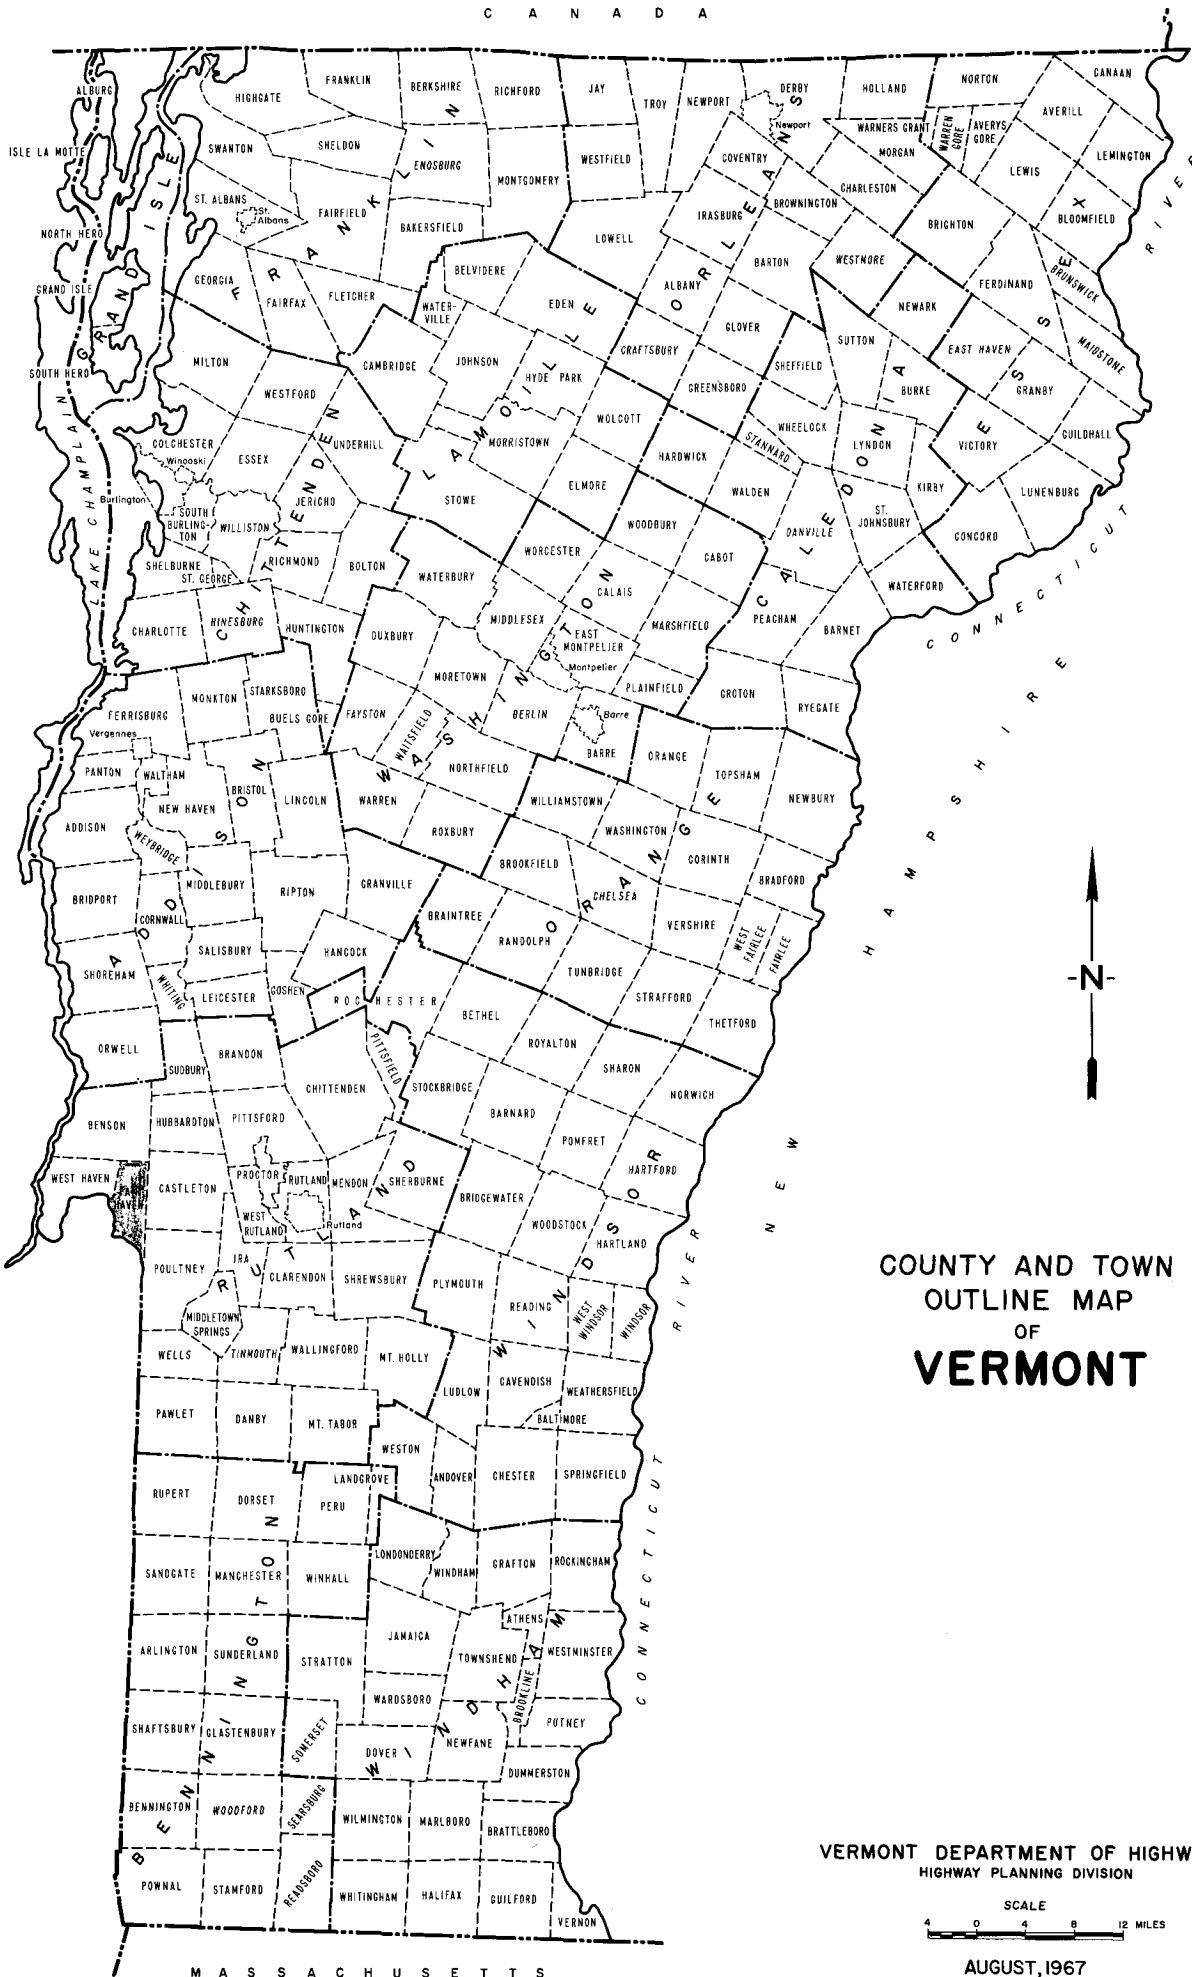 CANADA
ALBURG
HIGHGATE
FRANKLIN
BERKSHIRE
RICHFORD
JAY
TROY
NEWPORT
DERBY
Newport
HOLLAND
NORTON
CANAAN
ISLE LA MOTTE
SWANTON
SHELDON
ENOSBURG
MONTGOMERY
WESTFIELD
COVENTRY
WARNERS GRANT
MORGAN
WARREN GORE
AVERYS GORE
AVERILL
LEWIS
LEMINGTON
ST. ALBANS
St. Albans
FAIRFIELD
BAKERSFIELD
LOWELL
IRASBURG
BROWNINGTON
CHARLESTON
BRIGHTON
BLOOMFIELD
NORTH HERO
GRAND ISLE
GEORGIA
FAIRFAX
FLETCHER
BELVIDERE
WATER-
VILLE
EDEN
ALBANY
BARTON
WESTMORE
FERDINAND
BRUNSWICK
NEWARK
MAIDSTONE
SOUTH HERO
MILTON
WESTFORD
CAMBRIDGE
JOHNSON
HYDE PARK
CRAFTSBURY
GLOVER
GREENSBORO
SHEFFIELD
SUTTON
BURKE
EAST HAVEN
GRANBY
GUILDHALL
GRAND ISLE
FRANKLIN
ORLEANS
ESSEX
LAMOILLE
CALEDONIA
CHITTENDEN
WASHINGTON
LAKE CHAMPLAIN
COLCHESTER
Winooski
ESSEX
UNDERHILL
MORRISTOWN
WOLCOTT
HARDWICK
STANNARD
WHEELOCK
LYNDON
VICTORY
Burlington
SOUTH
BURLING-
TON
WILLISTON
JERICHO
STOWE
ELMORE
WOODBURY
WALDEN
DANVILLE
ST. JOHNSBURY
KIRBY
CONCORD
LUNENBURG
SHELBURNE
ST. GEORGE
RICHMOND
BOLTON
WATERBURY
WORCESTER
CALAIS
CABOT
PEACHAM
WATERFORD
BARNET
CHARLOTTE
HINESBURG
HUNTINGTON
DUXBURY
MIDDLESEX
EAST
MONTPELIER
Montpelier
MARSHFIELD
PLAINFIELD
GROTON
RYEGATE
CONNECTICUT RIVER
NEW HAMPSHIRE
FERRISBURG
Vergennes
MONKTON
STARKSBORO
BUELS GORE
FAYSTON
MORETOWN
WAITSFIELD
BERLIN
Barre
BARRE
ORANGE
TOPSHAM
NEWBURY
PANTON
WALTHAM
NEW HAVEN
BRISTOL
LINCOLN
WARREN
NORTHFIELD
WILLIAMSTOWN
WASHINGTON
ADDISON
WEYBRIDGE
ROXBURY
BROOKFIELD
CHELSEA
CORINTH
BRADFORD
ADDISON
ORANGE
BRIDPORT
CORNWALL
MIDDLEBURY
RIPTON
GRANVILLE
BRAINTREE
RANDOLPH
VERSHIRE
WEST FAIRLEE
FAIRLEE
SHOREHAM
WHITING
SALISBURY
LEICESTER
GOSHEN
HANCOCK
ROCHESTER
BETHEL
TUNBRIDGE
STRAFFORD
THETFORD
-N-
ORWELL
SUDBURY
BRANDON
CHITTENDEN
PITTSFIELD
STOCKBRIDGE
ROYALTON
SHARON
NORWICH
BENSON
HUBBARDTON
PITTSFORD
BARNARD
POMFRET
HARTFORD
WEST HAVEN
FAIR HAVEN
CASTLETON
PROCTOR
RUTLAND
Rutland
MENDON
SHERBURNE
BRIDGEWATER
WOODSTOCK
HARTLAND
WEST
RUTLAND
POULTNEY
IRA
CLARENDON
SHREWSBURY
PLYMOUTH
READING
WEST WINDSOR
WINDSOR
RUTLAND
WINDSOR
MIDDLETOWN
SPRINGS
WELLS
TINMOUTH
WALLINGFORD
MT. HOLLY
LUDLOW
CAVENDISH
WEATHERSFIELD
BALTIMORE
PAWLET
DANBY
MT. TABOR
WESTON
ANDOVER
CHESTER
SPRINGFIELD
RUPERT
DORSET
PERU
LANDGROVE
LONDONDERRY
WINDHAM
GRAFTON
ROCKINGHAM
SANDGATE
MANCHESTER
WINHALL
JAMAICA
ATHENS
TOWNSHEND
WESTMINSTER
BROOKLINE
ARLINGTON
SUNDERLAND
STRATTON
WARDSBORO
SHAFTSBURY
GLASTENBURY
SOMERSET
DOVER
NEWFANE
PUTNEY
DUMMERSTON
BENNINGTON
WINDHAM
BENNINGTON
WOODFORD
SEARSBURG
WILMINGTON
MARLBORO
BRATTLEBORO
POWNAL
STAMFORD
READSBORO
WHITINGHAM
HALIFAX
GUILFORD
VERNON
CONNECTICUT RIVER
MASSACHUSETTS
COUNTY AND TOWN
OUTLINE MAP
OF
VERMONT
VERMONT DEPARTMENT OF HIGHW
HIGHWAY PLANNING DIVISION
SCALE
4 0 4 8 12 MILES
AUGUST, 1967